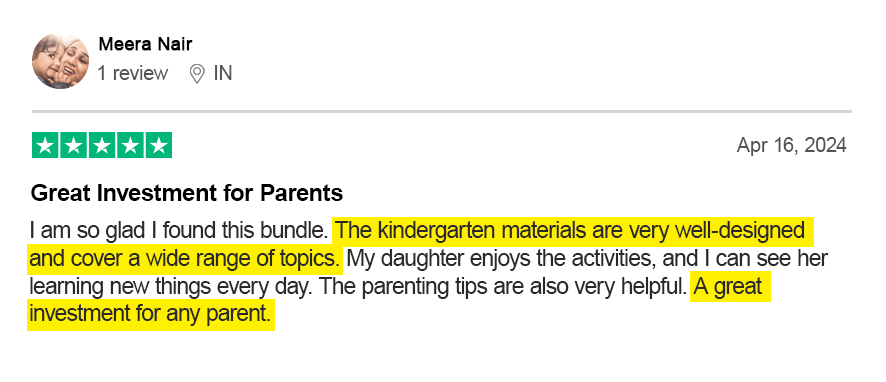 Meera Nair
1 review IN
Apr 16, 2024
Great Investment for Parents
I am so glad I found this bundle. The kindergarten materials are very well-designed
and cover a wide range of topics. My daughter enjoys the activities, and I can see her
learning new things every day. The parenting tips are also very helpful. A great
investment for any parent.